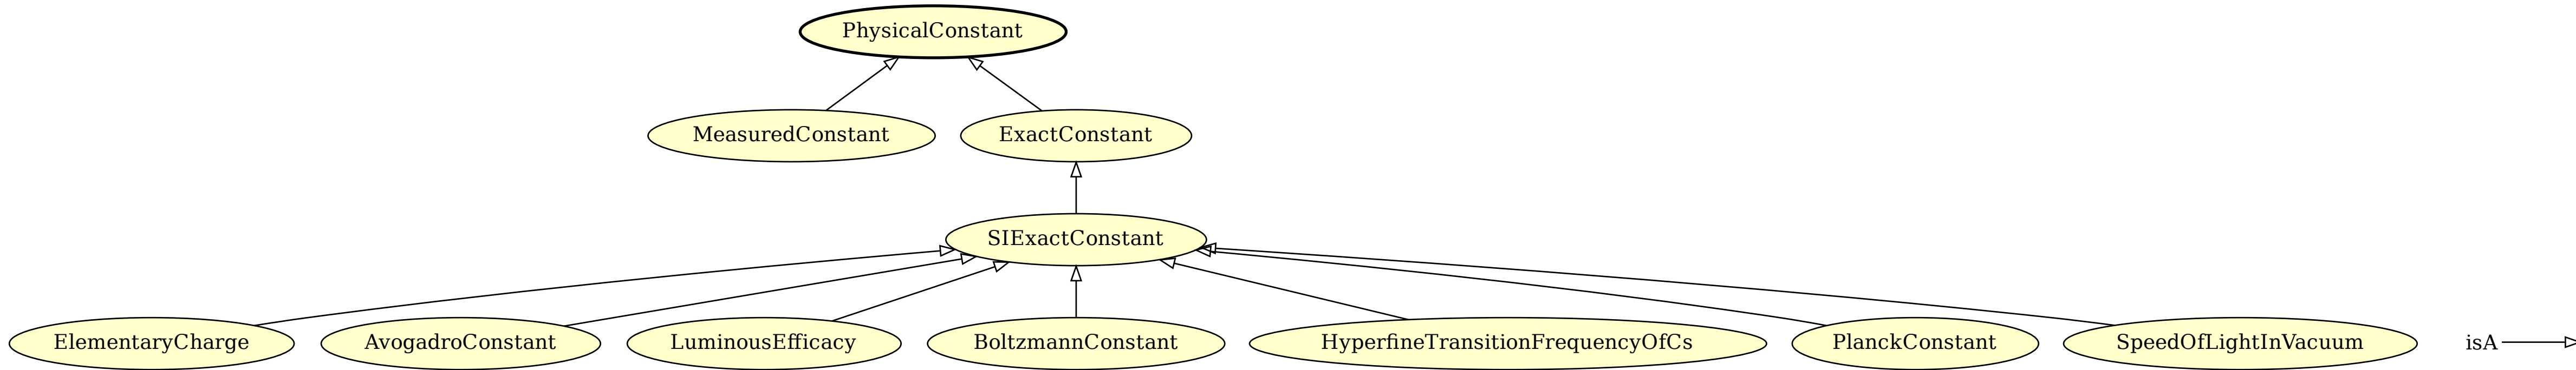 PhysicalConstant
MeasuredConstant
ExactConstant
SIExactConstant
ElementaryCharge
AvogadroConstant
LuminousEfficacy
BoltzmannConstant
HyperfineTransitionFrequencyOfCs
PlanckConstant
SpeedOfLightInVacuum
isA